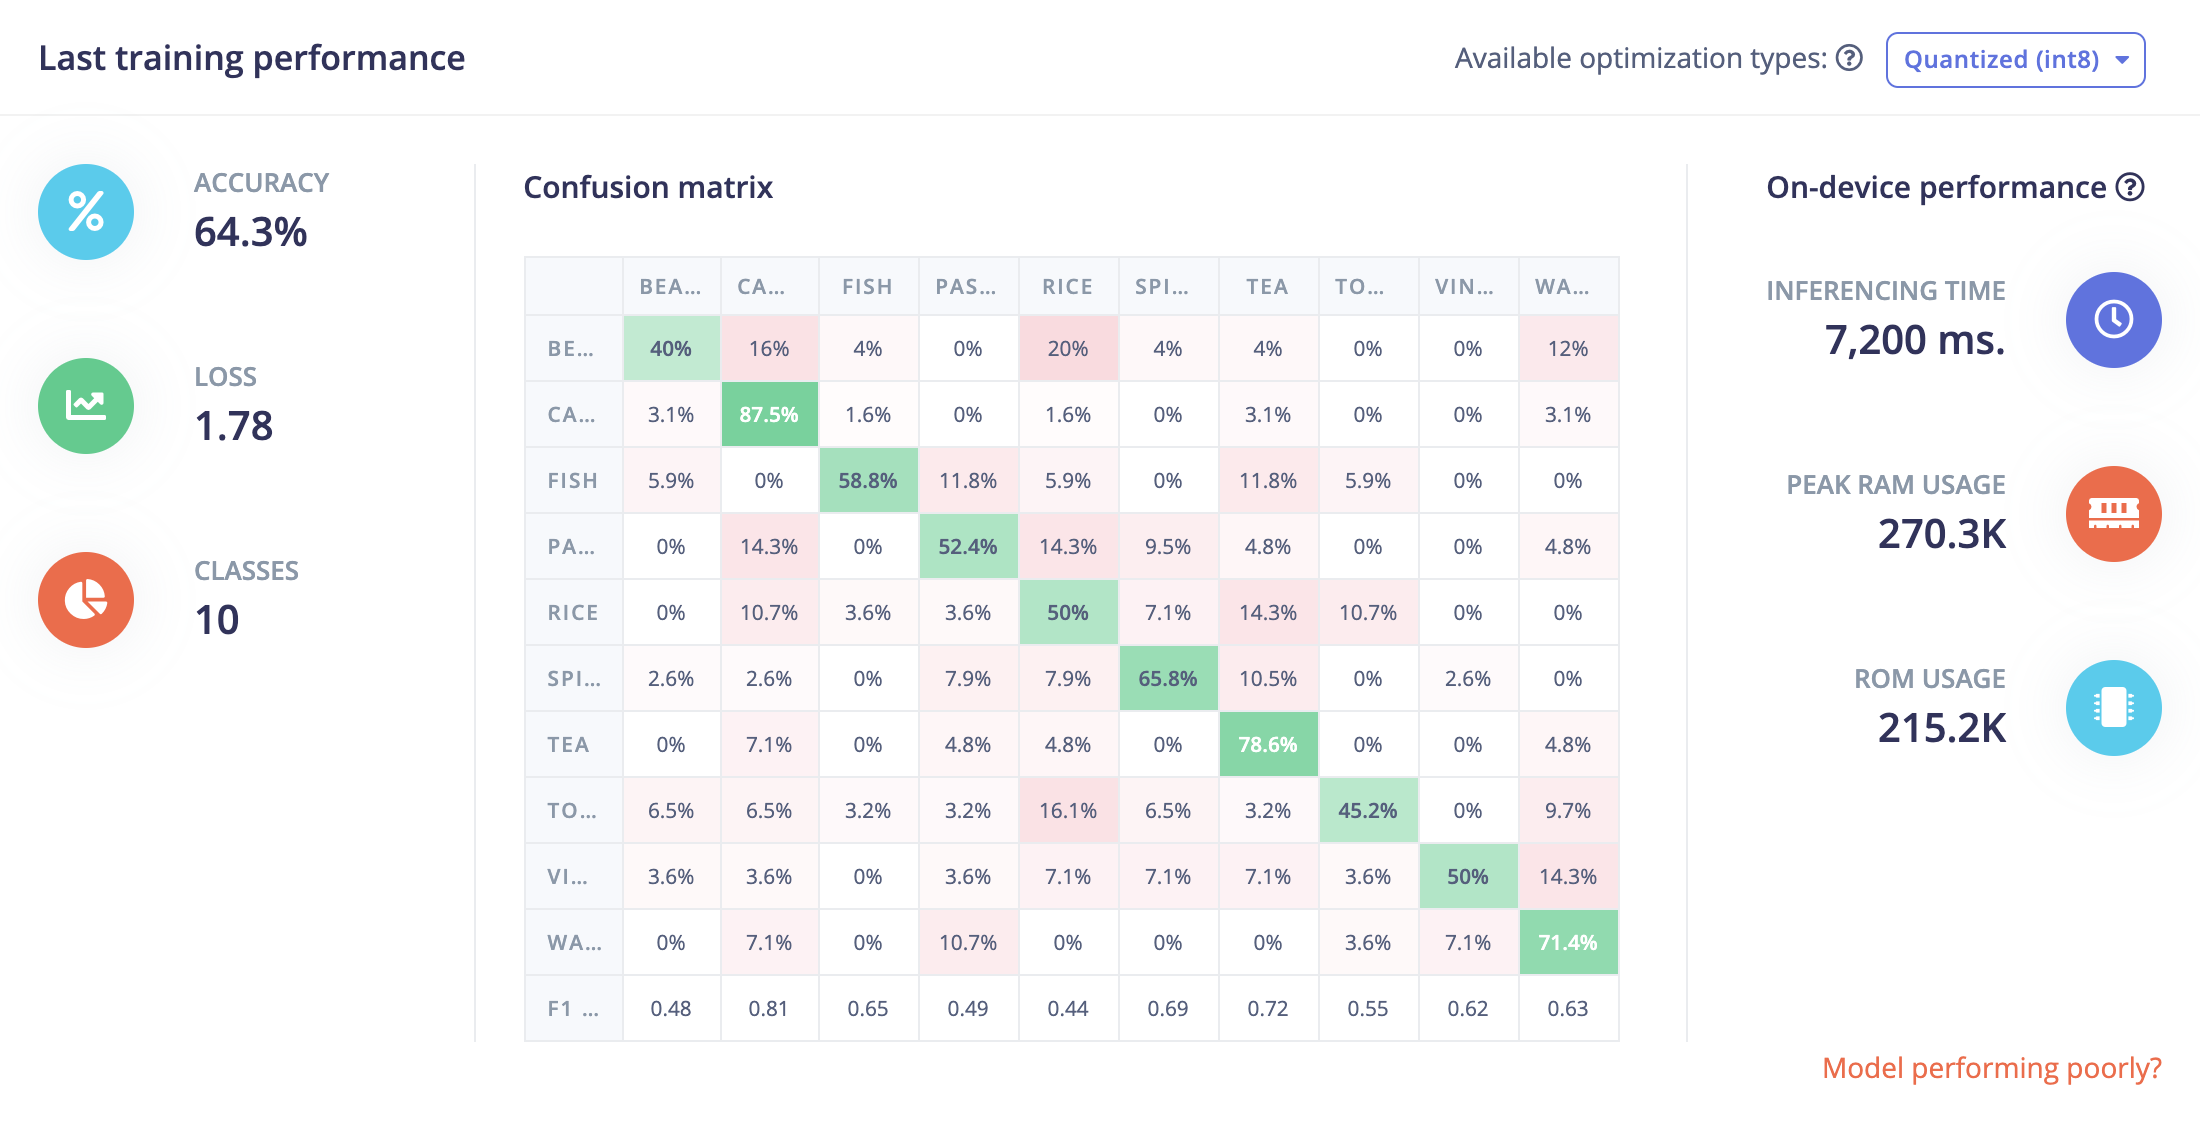 Last training performance
Available optimization types: ? Quantized (int8)
ACCURACY
64.3%
LOSS
1.78
CLASSES
10
Confusion matrix
BEA... CA... FISH PAS... RICE SPI... TEA TO... VIN... WA...
BE... 40% 16% 4% 0% 20% 4% 4% 0% 0% 12%
CA... 3.1% 87.5% 1.6% 0% 1.6% 0% 3.1% 0% 0% 3.1%
FISH 5.9% 0% 58.8% 11.8% 5.9% 0% 11.8% 5.9% 0% 0%
PA... 0% 14.3% 0% 52.4% 14.3% 9.5% 4.8% 0% 0% 4.8%
RICE 0% 10.7% 3.6% 3.6% 50% 7.1% 14.3% 10.7% 0% 0%
SPI... 2.6% 2.6% 0% 7.9% 7.9% 65.8% 10.5% 0% 2.6% 0%
TEA 0% 7.1% 0% 4.8% 4.8% 0% 78.6% 0% 0% 4.8%
TO... 6.5% 6.5% 3.2% 3.2% 16.1% 6.5% 3.2% 45.2% 0% 9.7%
VI... 3.6% 3.6% 0% 3.6% 7.1% 7.1% 7.1% 3.6% 50% 14.3%
WA... 0% 7.1% 0% 10.7% 0% 0% 0% 3.6% 7.1% 71.4%
F1 ... 0.48 0.81 0.65 0.49 0.44 0.69 0.72 0.55 0.62 0.63
On-device performance ?
INFERENCING TIME
7,200 ms.
PEAK RAM USAGE
270.3K
ROM USAGE
215.2K
Model performing poorly?